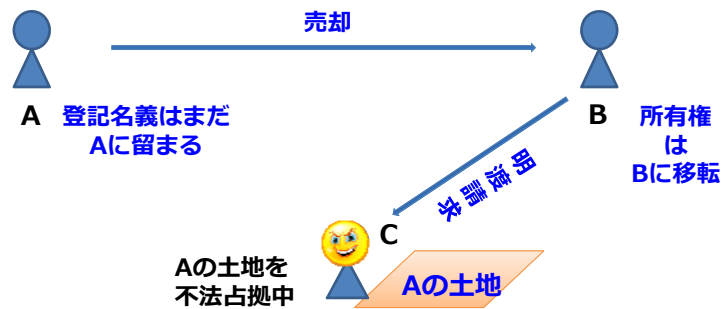 売却
A
登記名義はまだ
Aに留まる
B
所有権
は
Bに移転
明渡請求
C
Aの土地を
不法占拠中
Aの土地